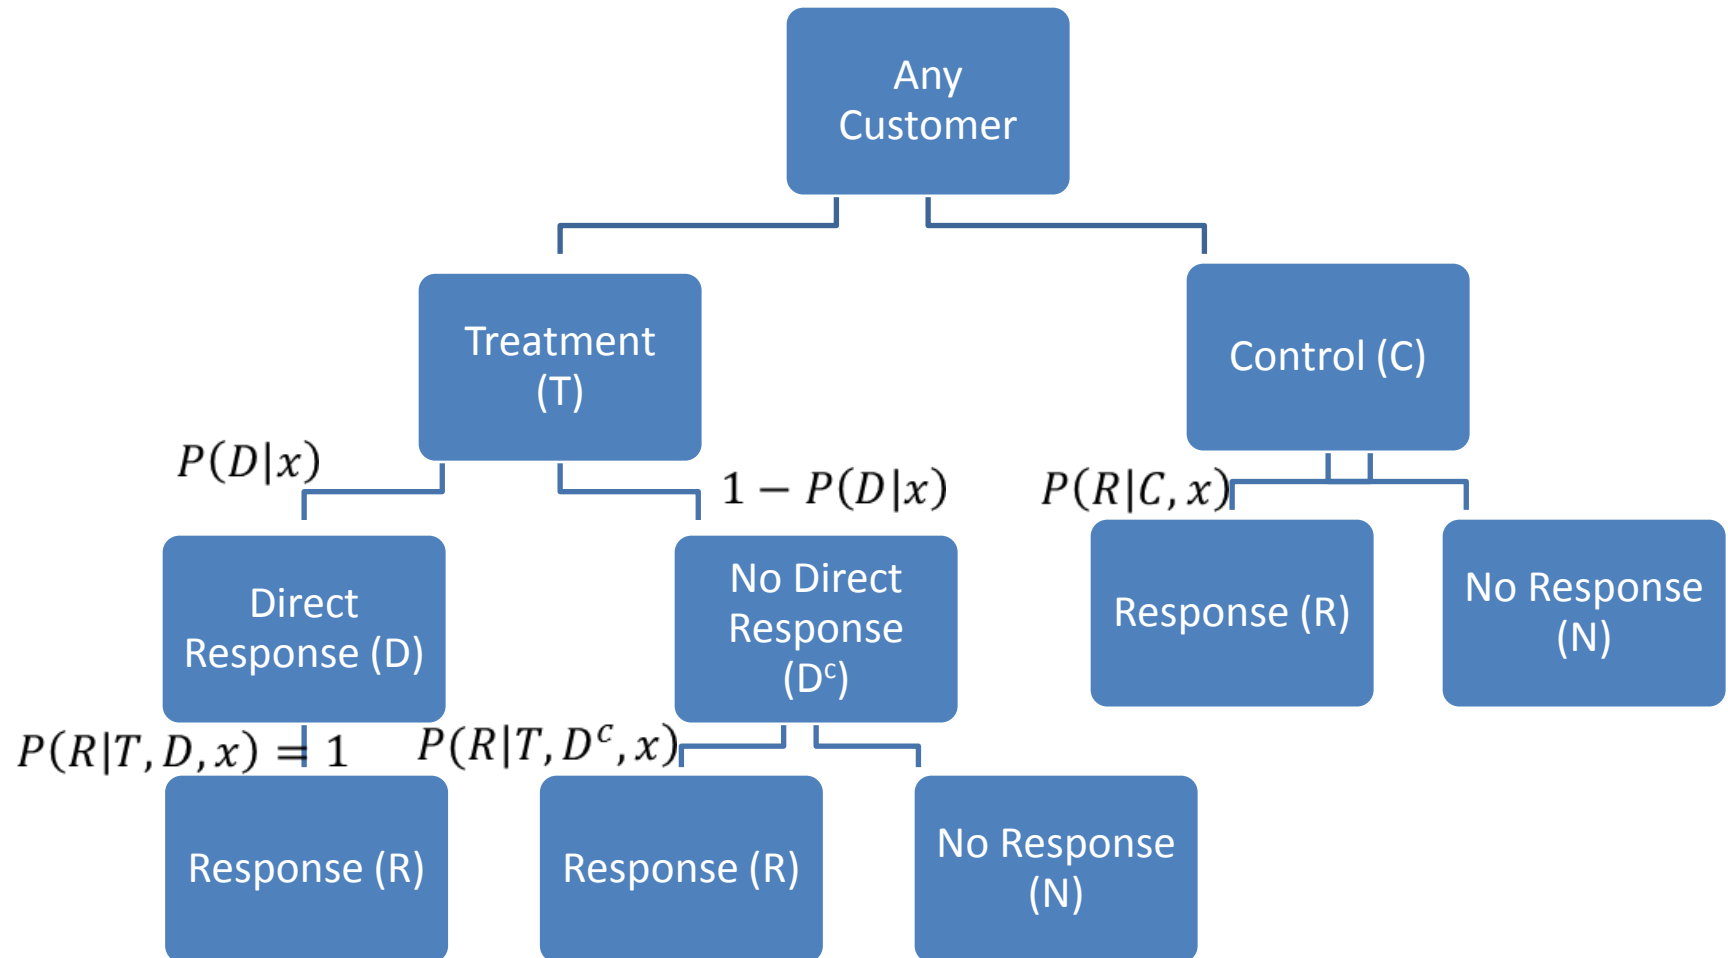 Any
Customer
Treatment
(T)
Control (C)
P(D|x)
1 − P(D|x)
P(R|C, x)
Direct
Response (D)
No Direct
Response
(Dᶜ)
Response (R)
No Response
(N)
P(R|T, D, x) = 1
P(R|T, Dᶜ, x)
Response (R)
Response (R)
No Response
(N)